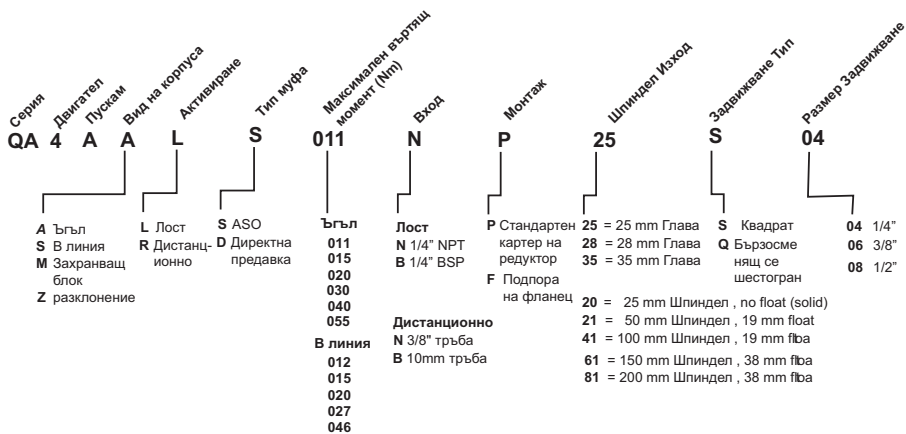 Серия
Двигател
Пускам
Вид на корпуса
Активиране
Тип муфа
Максимален въртящ
момент (Nm)
Вход
Монтаж
Шпиндел Изход
Задвижване Тип
Размер Задвижване
QA 4 A A L S 011 N P 25 S 04
A Ъгъл
S В линия
M Захранващ
блок
Z разклонение
L Лост
R Дистанц-
ионно
S ASO
D Директна
предавка
Ъгъл
011
015
020
030
040
055
В линия
012
015
020
027
046
Лост
N 1/4” NPT
B 1/4” BSP
Дистанционно
N 3/8" тръба
B 10mm тръба
P Стандартен
картер на
редуктор
F Подпора
на фланец
25 = 25 mm Глава
28 = 28 mm Глава
35 = 35 mm Глава
20 = 25 mm Шпиндел , no float (solid)
21 = 50 mm Шпиндел , 19 mm float
41 = 100 mm Шпиндел , 19 mm floa
61 = 150 mm Шпиндел , 38 mm floa
81 = 200 mm Шпиндел , 38 mm floa
S Квадрат
Q Бързосме
нящ се
шестогран
04 1/4”
06 3/8”
08 1/2”